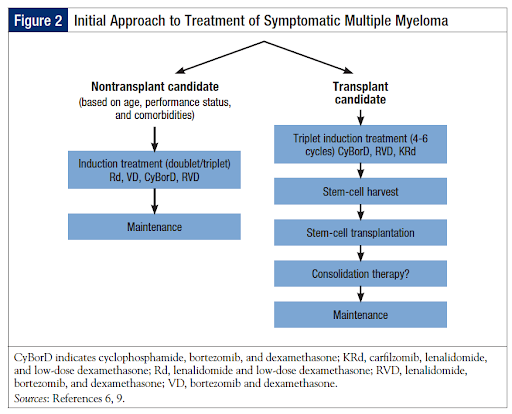 Figure 2 Initial Approach to Treatment of Symptomatic Multiple Myeloma
Nontransplant candidate
(based on age, performance status,
and comorbidities)
Induction treatment (doublet/triplet)
Rd, VD, CyBorD, RVD
Maintenance
Transplant
candidate
Triplet induction treatment (4-6
cycles) CyBorD, RVD, KRd
Stem-cell harvest
Stem-cell transplantation
Consolidation therapy?
Maintenance
CyBorD indicates cyclophosphamide, bortezomib, and dexamethasone; KRd, carfilzomib, lenalidomide,
and low-dose dexamethasone; Rd, lenalidomide and low-dose dexamethasone; RVD, lenalidomide,
bortezomib, and dexamethasone; VD, bortezomib and dexamethasone.
Sources: References 6, 9.